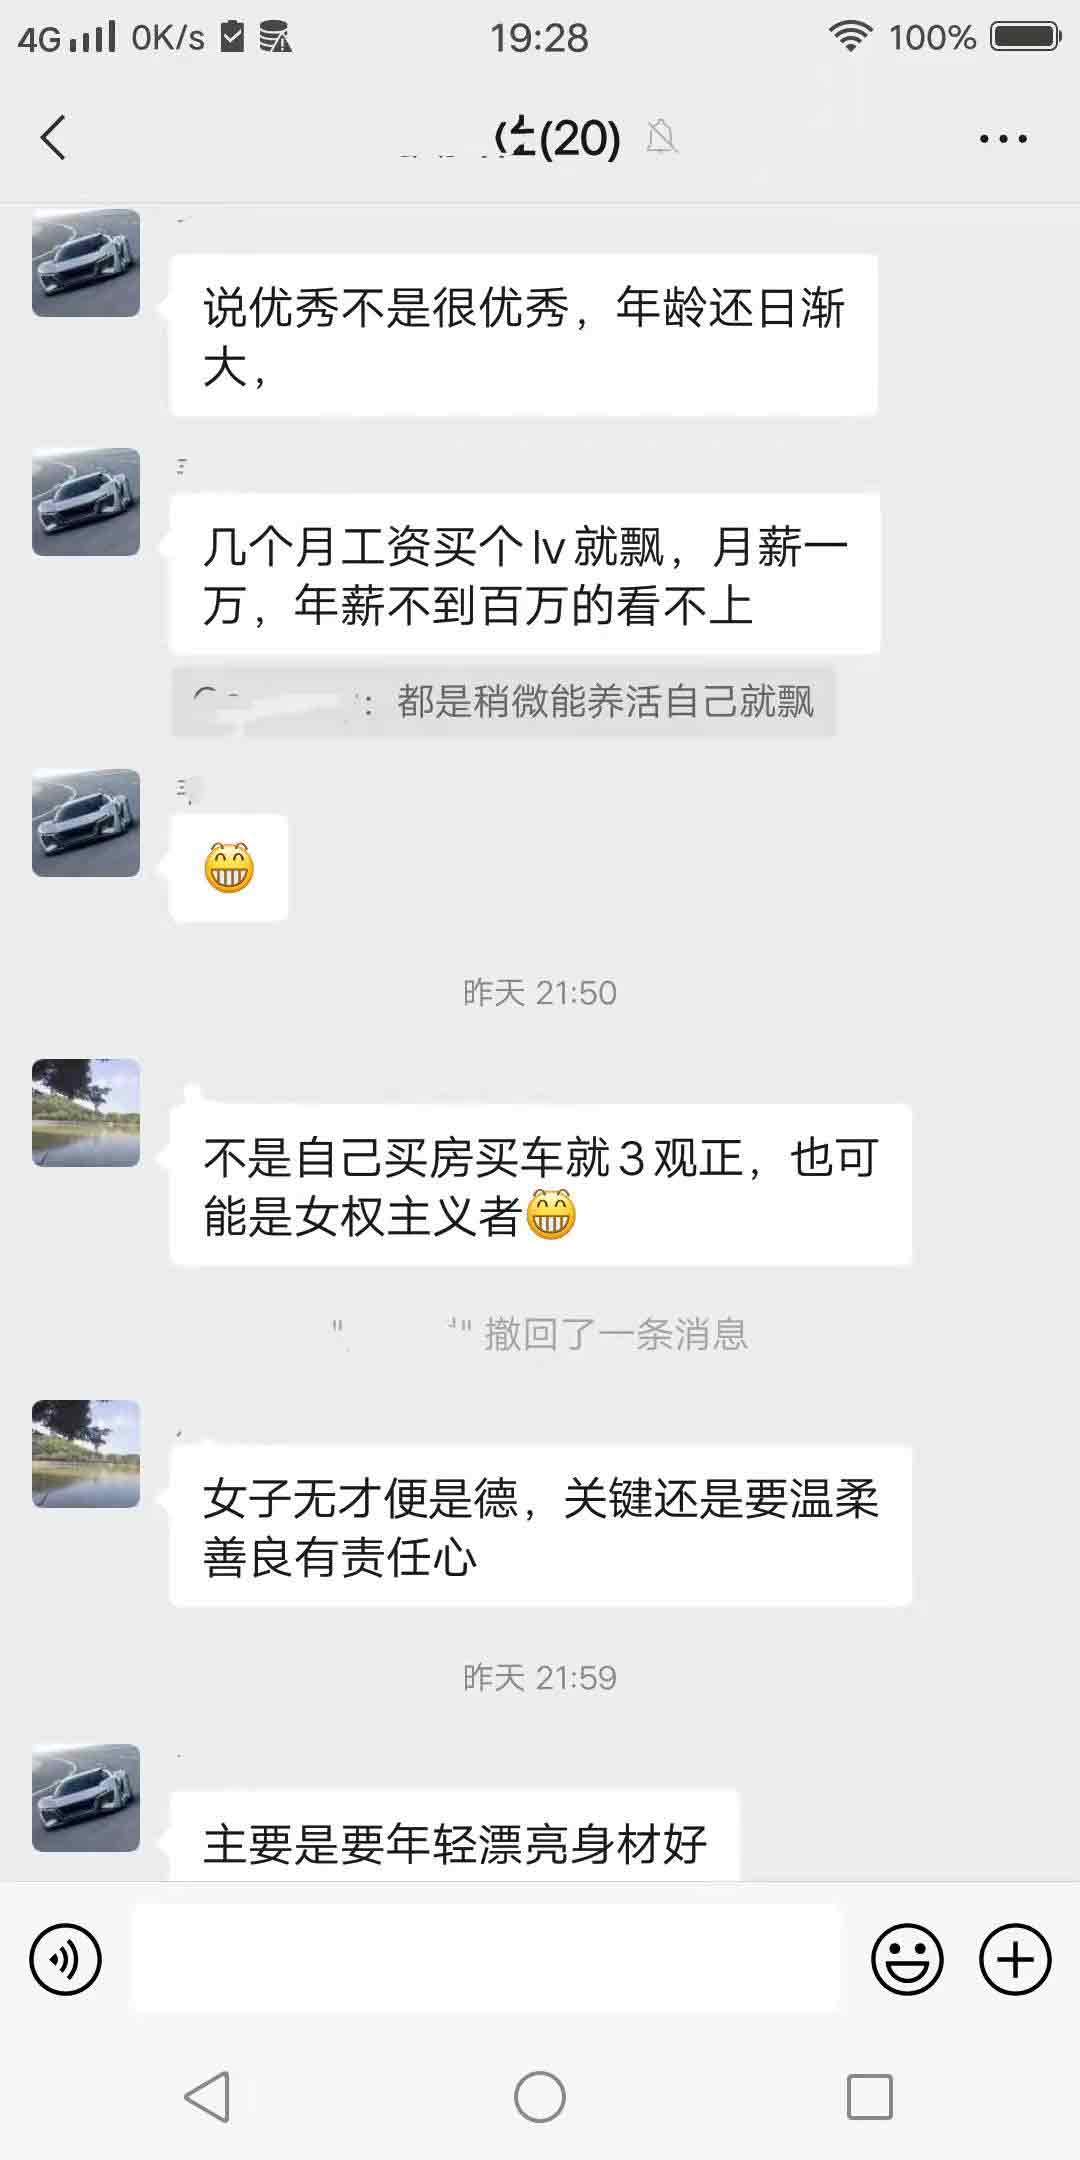 4G 0K/s 19:28 100%
(20)
说优秀不是很优秀，年龄还日渐
大，
几个月工资买个lv就飘，月薪一
万，年薪不到百万的看不上
：都是稍微能养活自己就飘
昨天 21:50
不是自己买房买车就3观正，也可
能是女权主义者
" " 撤回了一条消息
女子无才便是德，关键还是要温柔
善良有责任心
昨天 21:59
主要是要年轻漂亮身材好